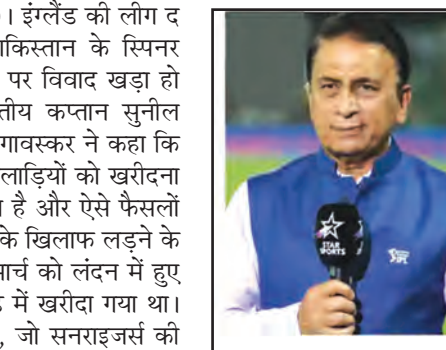 । इंग्लैंड की लीग द
किस्तान के स्पिनर
पर विवाद खड़ा हो
तीय कप्तान सुनील
गावस्कर ने कहा कि
लाड़ियों को खरीदना
है और ऐसे फैसलों
के खिलाफ लड़ने के
मार्च को लंदन में हुए
में खरीदा गया था।
, जो सनराइजर्स की
STAR
SPORTS
IPL